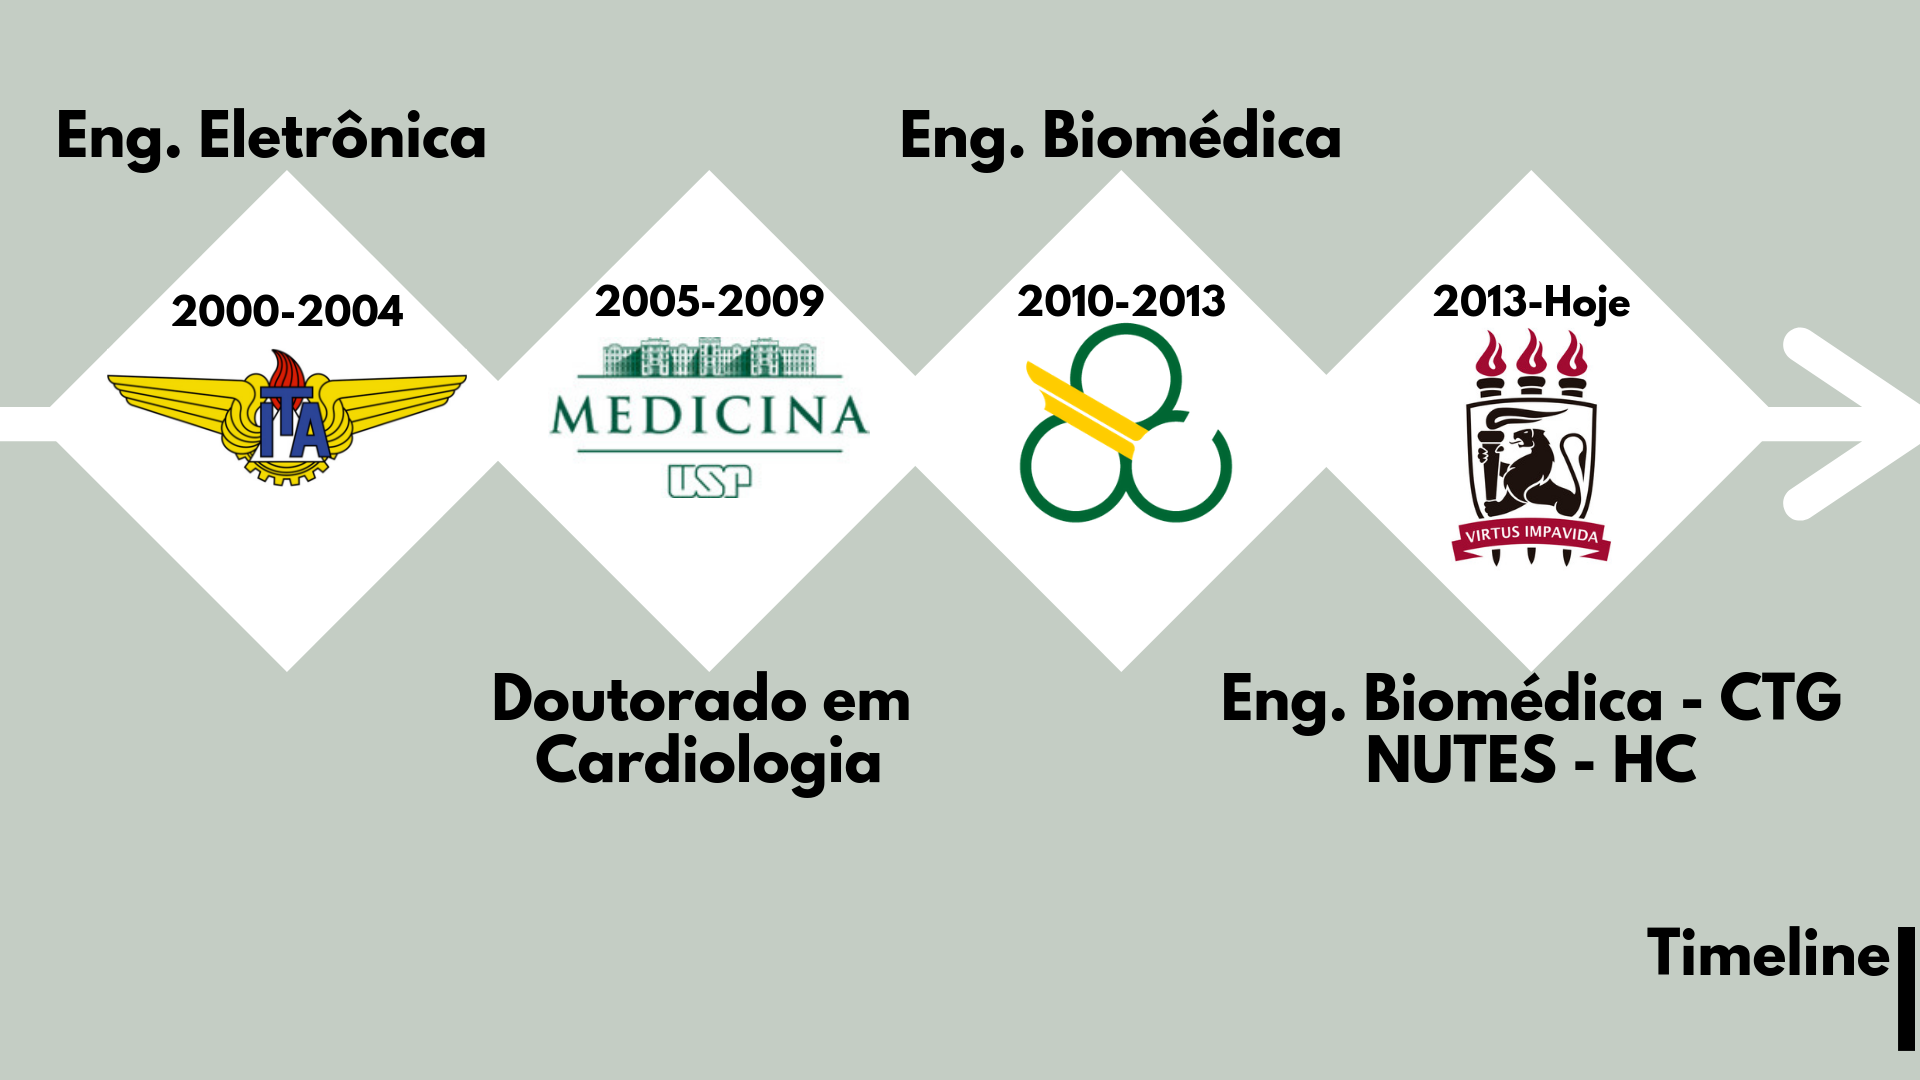 Eng. Eletrônica
2000-2004
ITA
2005-2009
MEDICINA
USP
Doutorado em
Cardiologia
Eng. Biomédica
2010-2013
2013-Hoje
VIRTUS IMPAVIDA
Eng. Biomédica - CTG
NUTES - HC
Timeline